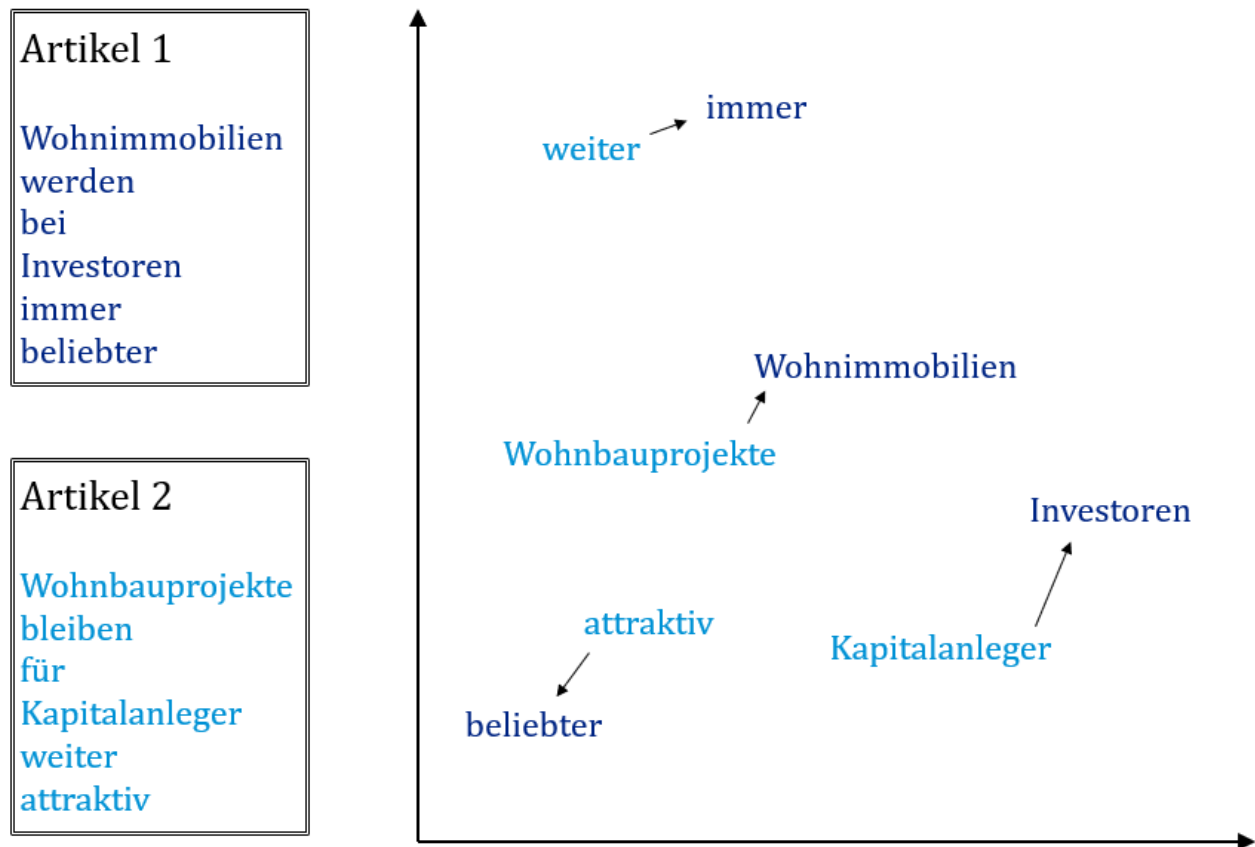 Artikel 1
Wohnimmobilien
werden
bei
Investoren
immer
beliebter
Artikel 2
Wohnbauprojekte
bleiben
für
Kapitalanleger
weiter
attraktiv
immer
weiter
Wohnimmobilien
Wohnbauprojekte
Investoren
attraktiv
Kapitalanleger
beliebter